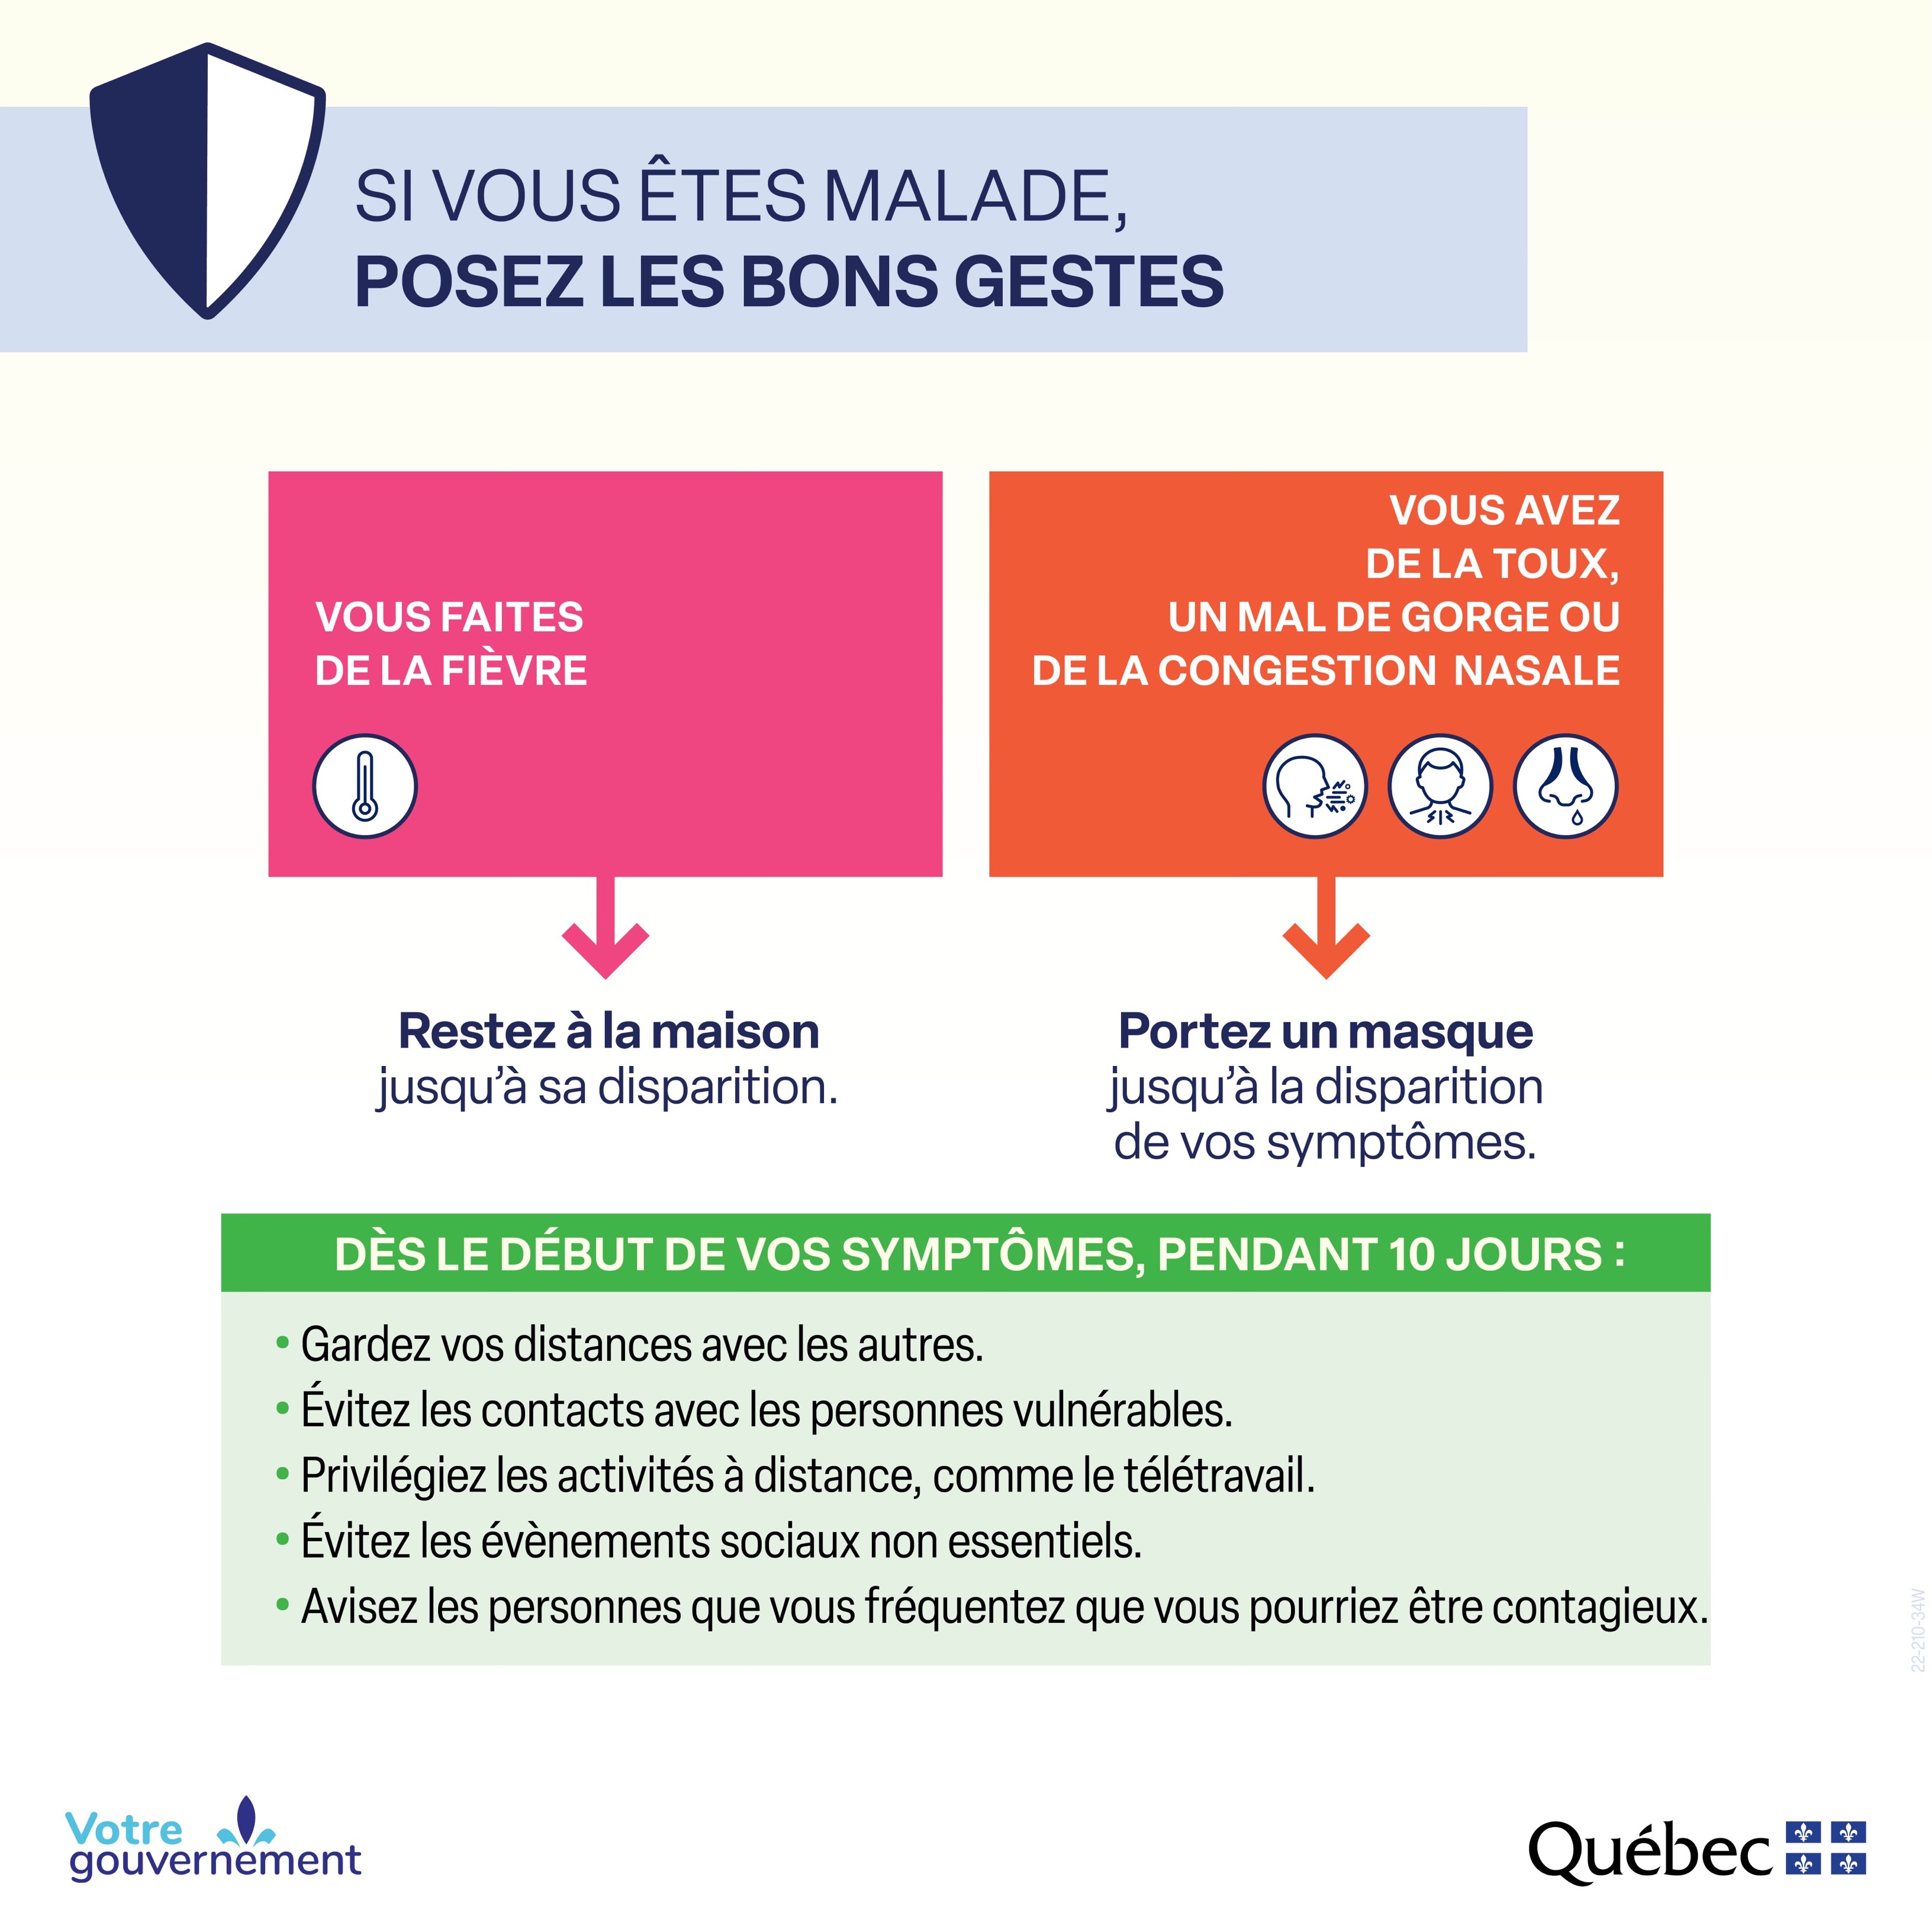 SI VOUS ÊTES MALADE,
POSEZ LES BONS GESTES
VOUS FAITES
DE LA FIÈVRE
VOUS AVEZ
DE LA TOUX,
UN MAL DE GORGE OU
DE LA CONGESTION NASALE
Restez à la maison
jusqu'à sa disparition.
Portez un masque
jusqu'à la disparition
de vos symptômes.
DÈS LE DÉBUT DE VOS SYMPTÔMES, PENDANT 10 JOURS :
• Gardez vos distances avec les autres.
• Évitez les contacts avec les personnes vulnérables.
• Privilégiez les activités à distance, comme le télétravail.
• Évitez les évènements sociaux non essentiels.
• Avisez les personnes que vous fréquentez que vous pourriez être contagieux.
22-210-34W
Votre
gouvernement
Québec